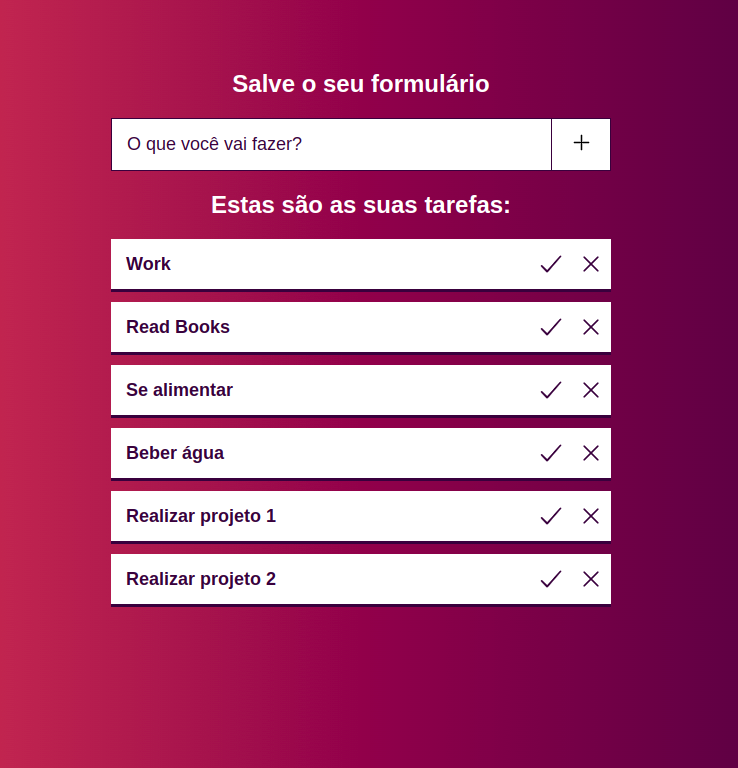 Salve o seu formulário
O que você vai fazer?
Estas são as suas tarefas:
Work
Read Books
Se alimentar
Beber água
Realizar projeto 1
Realizar projeto 2